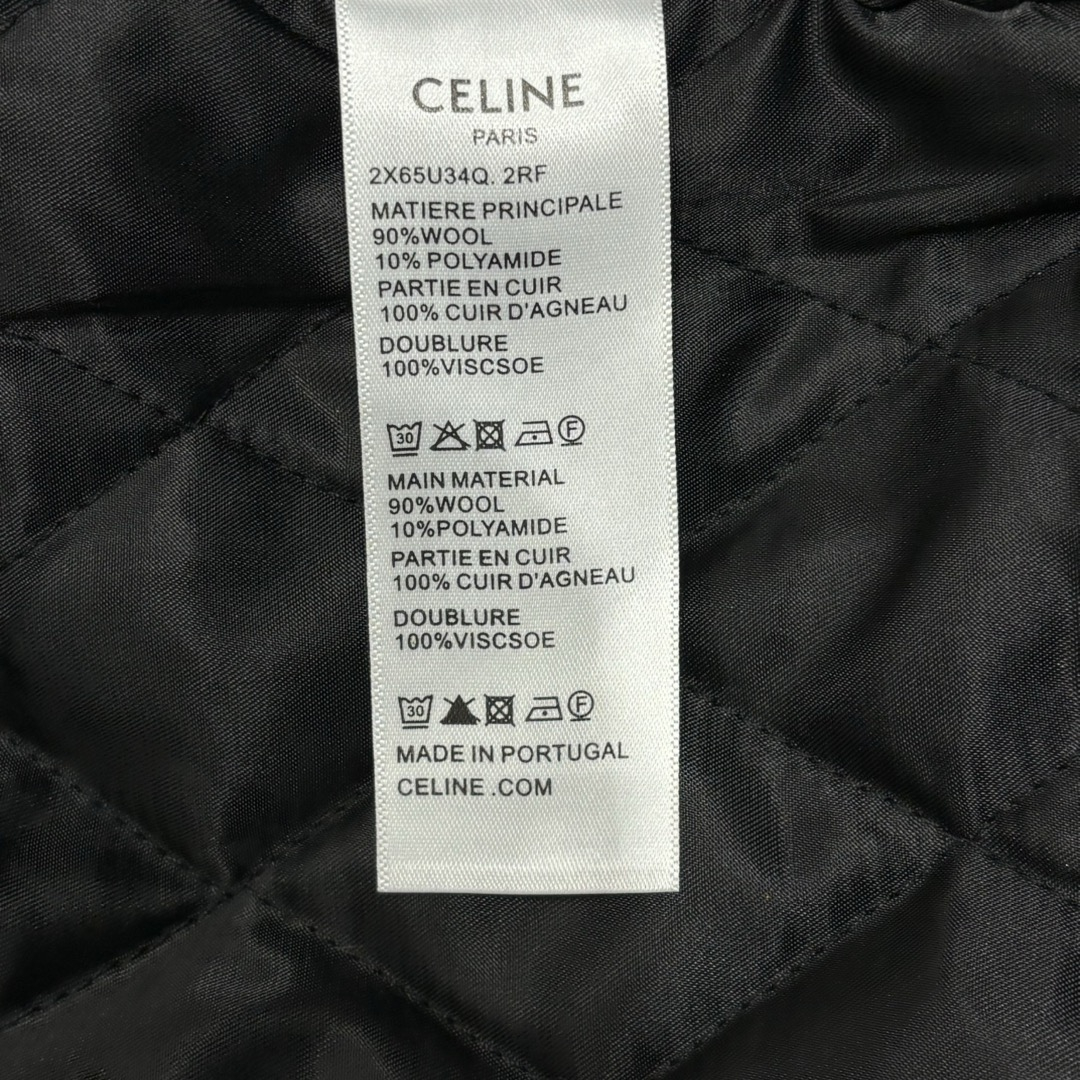 CELINE
PARIS
2X65U34Q. 2RF
MATIERE PRINCIPALE
90%WOOL
10% POLYAMIDE
PARTIE EN CUIR
100% CUIR D'AGNEAU
DOUBLURE
100%VISCSOE
30 F
MAIN MATERIAL
90%WOOL
10%POLYAMIDE
PARTIE EN CUIR
100% CUIR D'AGNEAU
DOUBLURE
100%VISCSOE
30 F
MADE IN PORTUGAL
CELINE .COM